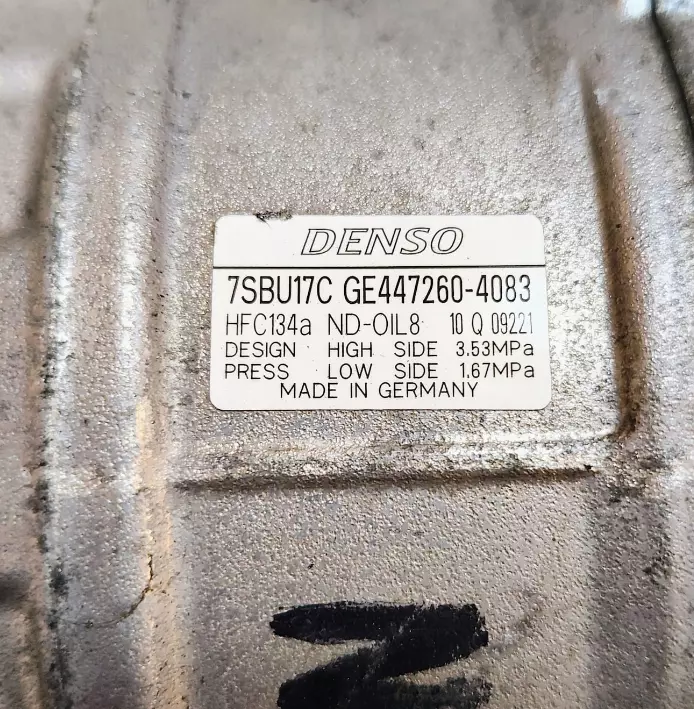 DENSO
7SBU17C GE447260-4083
HFC134a ND-OIL8 10 Q 09221
DESIGN HIGH SIDE 3.53MPa
PRESS LOW SIDE 1.67MPa
MADE IN GERMANY